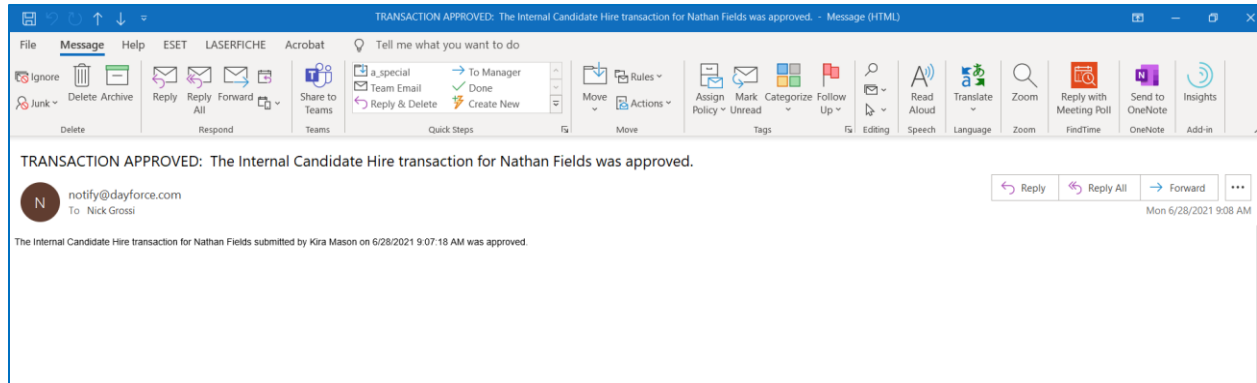 TRANSACTION APPROVED: The Internal Candidate Hire transaction for Nathan Fields was approved. - Message (HTML)
File Message Help ESET LASERFICHE Acrobat Tell me what you want to do
Ignore
Junk
Delete
Archive
Reply
Reply All
Forward
Share to Teams
a_special
Team Email
Reply & Delete
To Manager
Done
Create New
Move
Rules
Actions
Assign Policy
Mark Unread
Categorize
Follow Up
Read Aloud
Translate
Zoom
Reply with Meeting Poll
Send to OneNote
Insights
Delete Respond Teams Quick Steps Move Tags Editing Speech Language Zoom FindTime OneNote Add-in
TRANSACTION APPROVED: The Internal Candidate Hire transaction for Nathan Fields was approved.
N
notify@dayforce.com
To Nick Grossi
Reply Reply All Forward
Mon 6/28/2021 9:08 AM
The Internal Candidate Hire transaction for Nathan Fields submitted by Kira Mason on 6/28/2021 9:07:18 AM was approved.